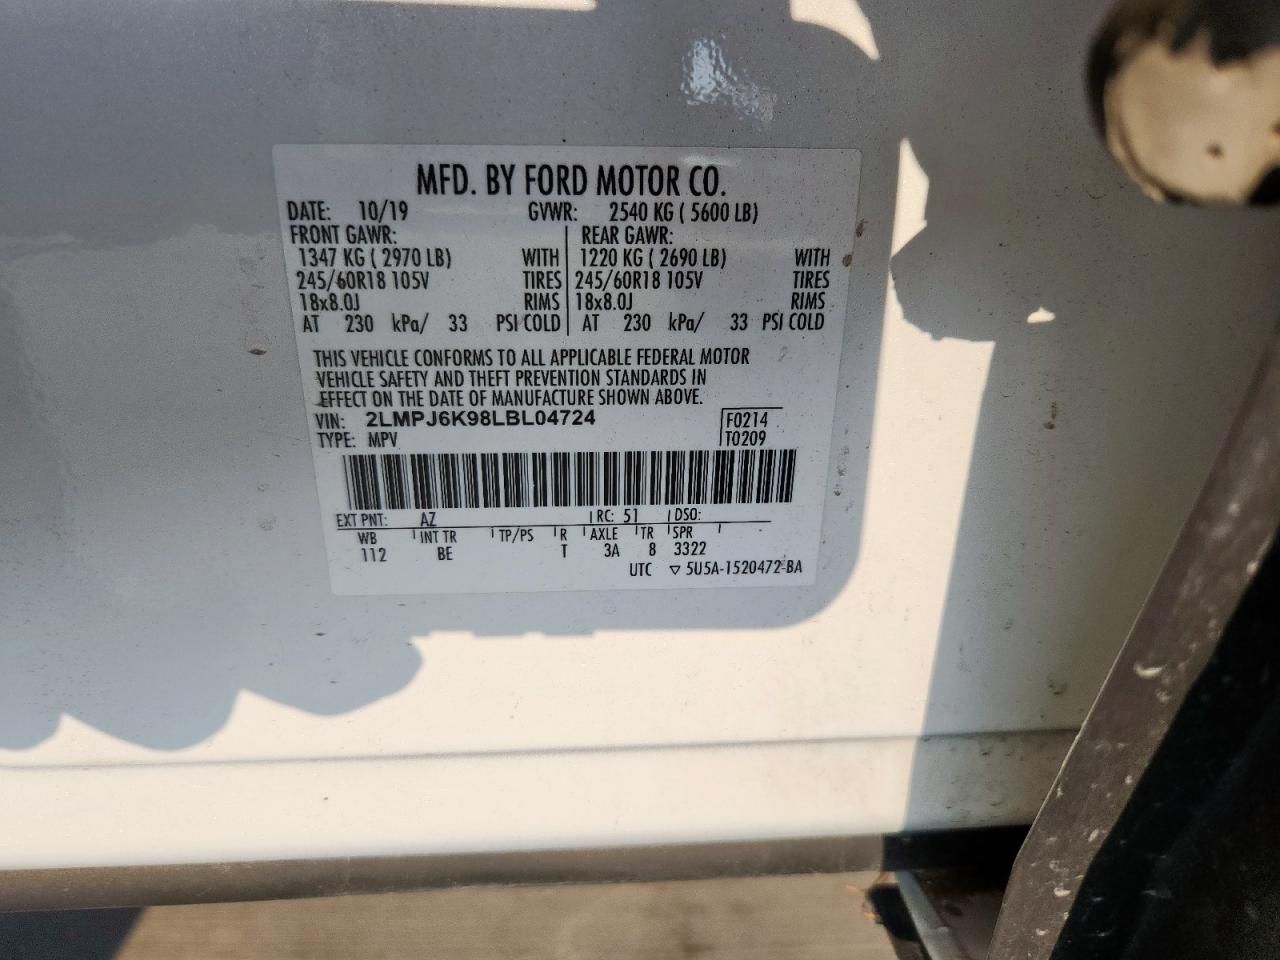 MFD. BY FORD MOTOR CO.
DATE: 10/19 GVWR: 2540 KG ( 5600 LB)
FRONT GAWR: REAR GAWR:
1347 KG ( 2970 LB) WITH 1220 KG ( 2690 LB) WITH
245/60R18 105V TIRES 245/60R18 105V TIRES
18x8.0J RIMS 18x8.0J RIMS
AT 230 kPa/ 33 PSI COLD AT 230 kPa/ 33 PSI COLD
THIS VEHICLE CONFORMS TO ALL APPLICABLE FEDERAL MOTOR
VEHICLE SAFETY AND THEFT PREVENTION STANDARDS IN
EFFECT ON THE DATE OF MANUFACTURE SHOWN ABOVE.
VIN: 2LMPJ6K98LBL04724 F0214
TYPE: MPV T0209
EXT PNT: AZ RC: 51 DSO:
WB INT TR TP/PS R AXLE TR SPR
112 BE T 3A 8 3322
UTC ▽ 5U5A-1520472-BA